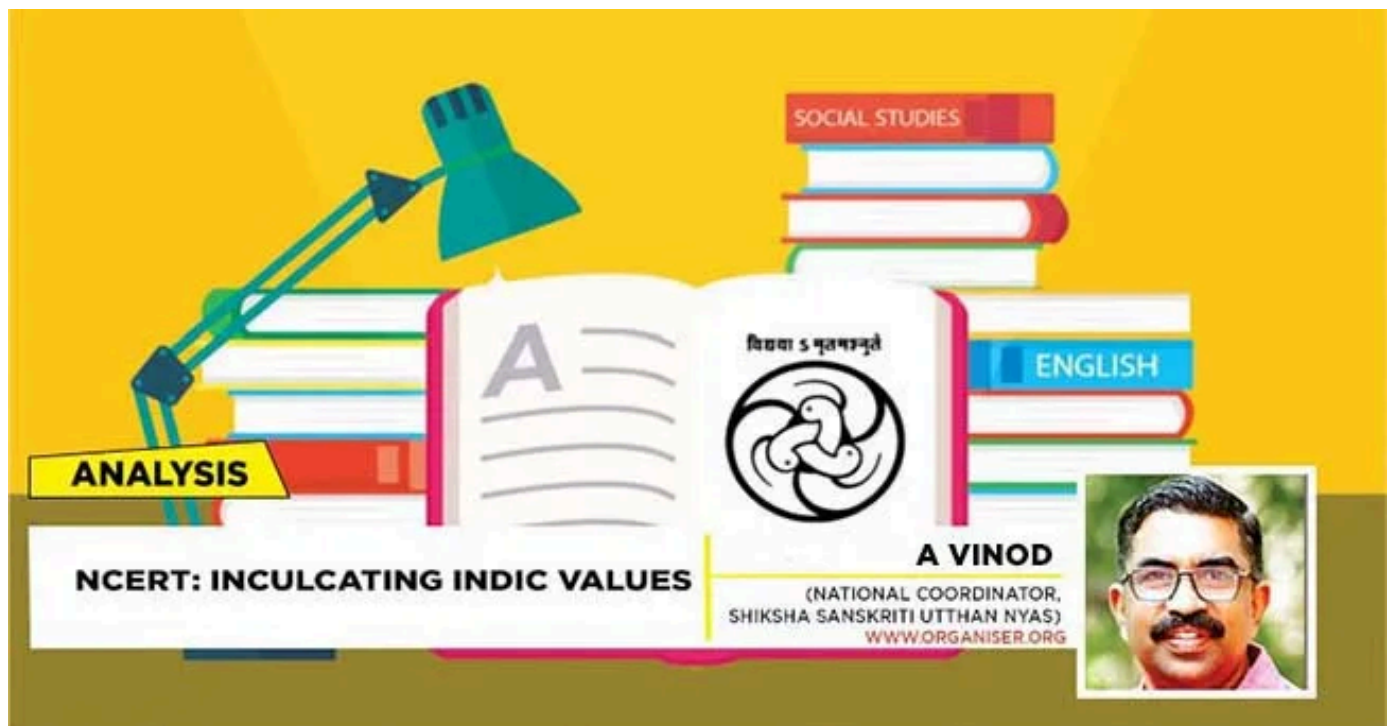 SOCIAL STUDIES
A
विद्यया ऽ मृतमश्नुते
ENGLISH
ANALYSIS
NCERT: INCULCATING INDIC VALUES
A VINOD
(NATIONAL COORDINATOR,
SHIKSHA SANSKRITI UTTHAN NYAS)
WWW.ORGANISER.ORG